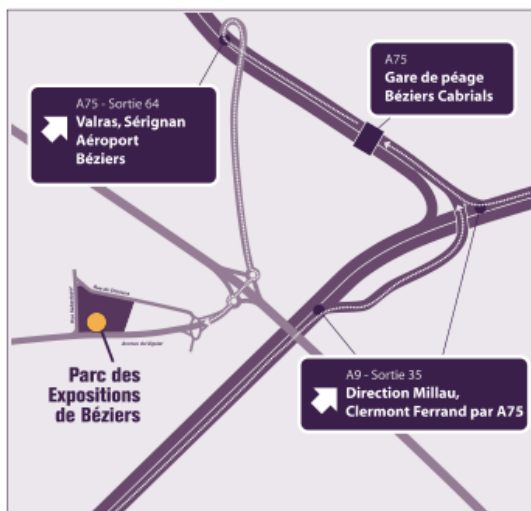 A75 - Sortie 64
Valras, Sérignan
Aéroport
Béziers
A75
Gare de péage
Béziers Cabrials
Parc des
Expositions
de Béziers
A9 - Sortie 35
Direction Millau,
Clermont Ferrand par A75